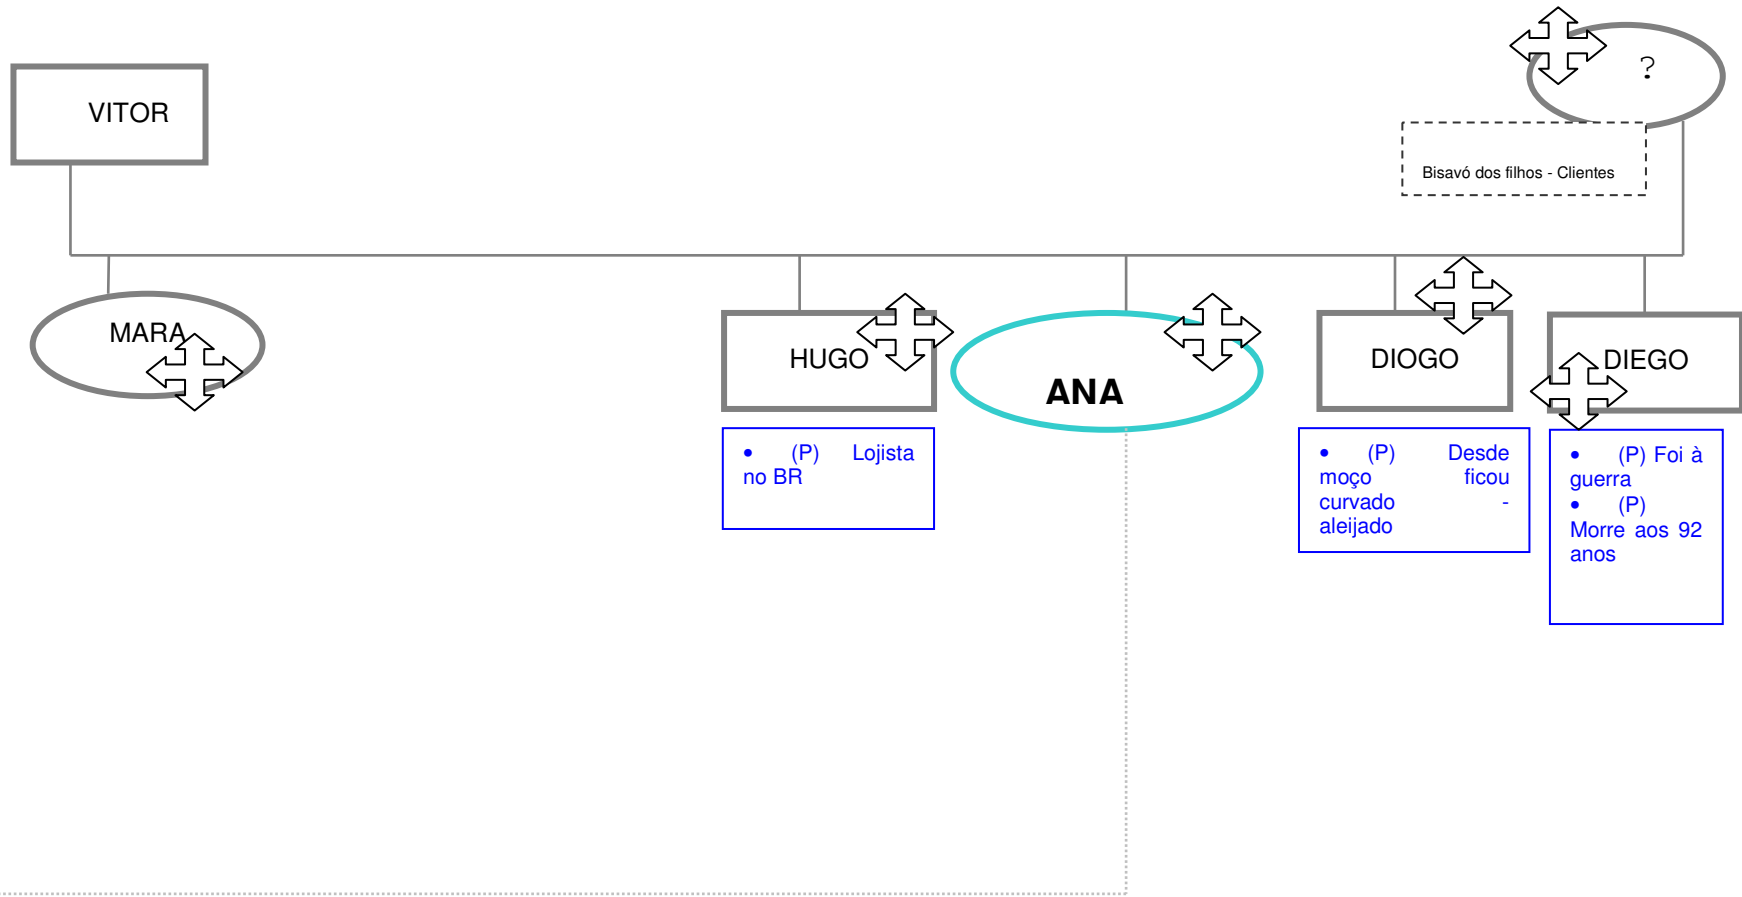 VITOR
?
Bisavó dos filhos - Clientes
MARA
HUGO
ANA
DIOGO
DIEGO
• (P) Lojista
no BR
• (P) Desde
moço ficou
curvado -
aleijado
• (P) Foi à
guerra
• (P)
Morre aos 92
anos